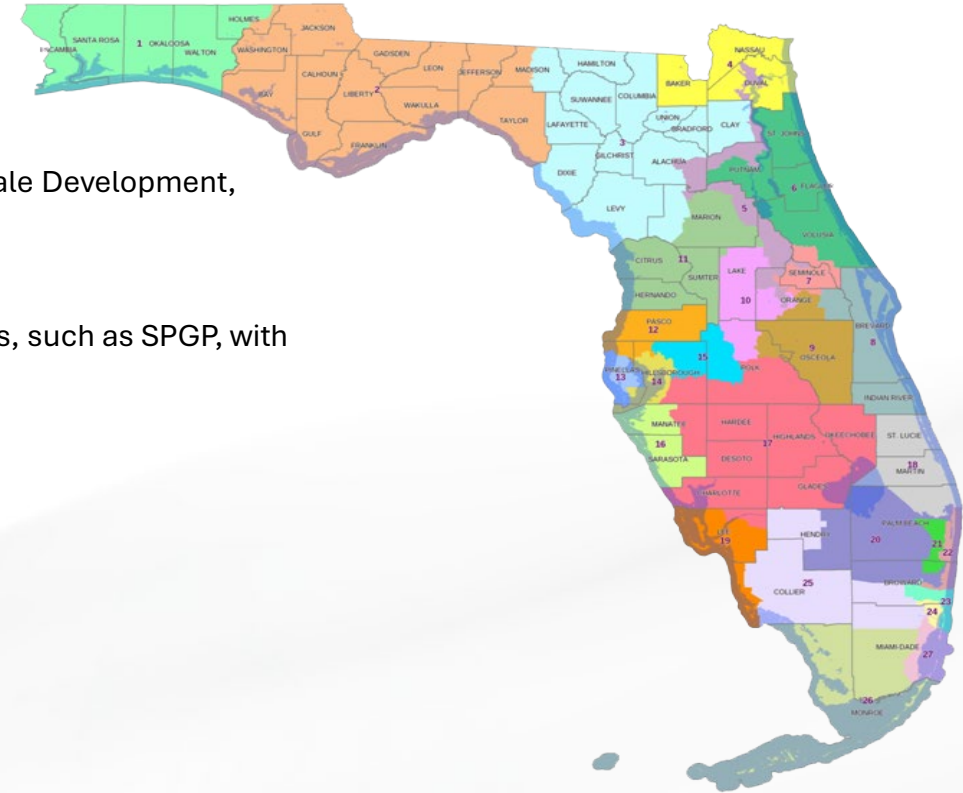 ale Development,
s, such as SPGP, with
HOLMES
JACKSON
SANTA ROSA
1
OKALOOSA
WALTON
WASHINGTON
ESCAMBIA
GADSDEN
LEON
JEFFERSON
MADISON
HAMILTON
NASSAU
4
DUVAL
BAKER
CALHOUN
LIBERTY
2
BAY
WAKULLA
TAYLOR
GULF
FRANKLIN
SUWANNEE
COLUMBIA
LAFAYETTE
UNION
BRADFORD
CLAY
ST. JOHNS
3
GILCHRIST
ALACHUA
DIXIE
PUTNAM
6
FLAGLER
LEVY
MARION
5
VOLUSIA
CITRUS
11
SUMTER
LAKE
SEMINOLE
7
HERNANDO
10
ORANGE
PASCO
12
BREVARD
8
9
OSCEOLA
15
POLK
PINELLAS
13
HILLSBOROUGH
14
INDIAN RIVER
MANATEE
HARDEE
HIGHLANDS
OKEECHOBEE
ST. LUCIE
16
17
SARASOTA
DESOTO
18
MARTIN
CHARLOTTE
GLADES
LEE
19
HENDRY
PALM BEACH
20
21
22
25
COLLIER
BROWARD
23
24
MIAMI-DADE
27
26
MONROE